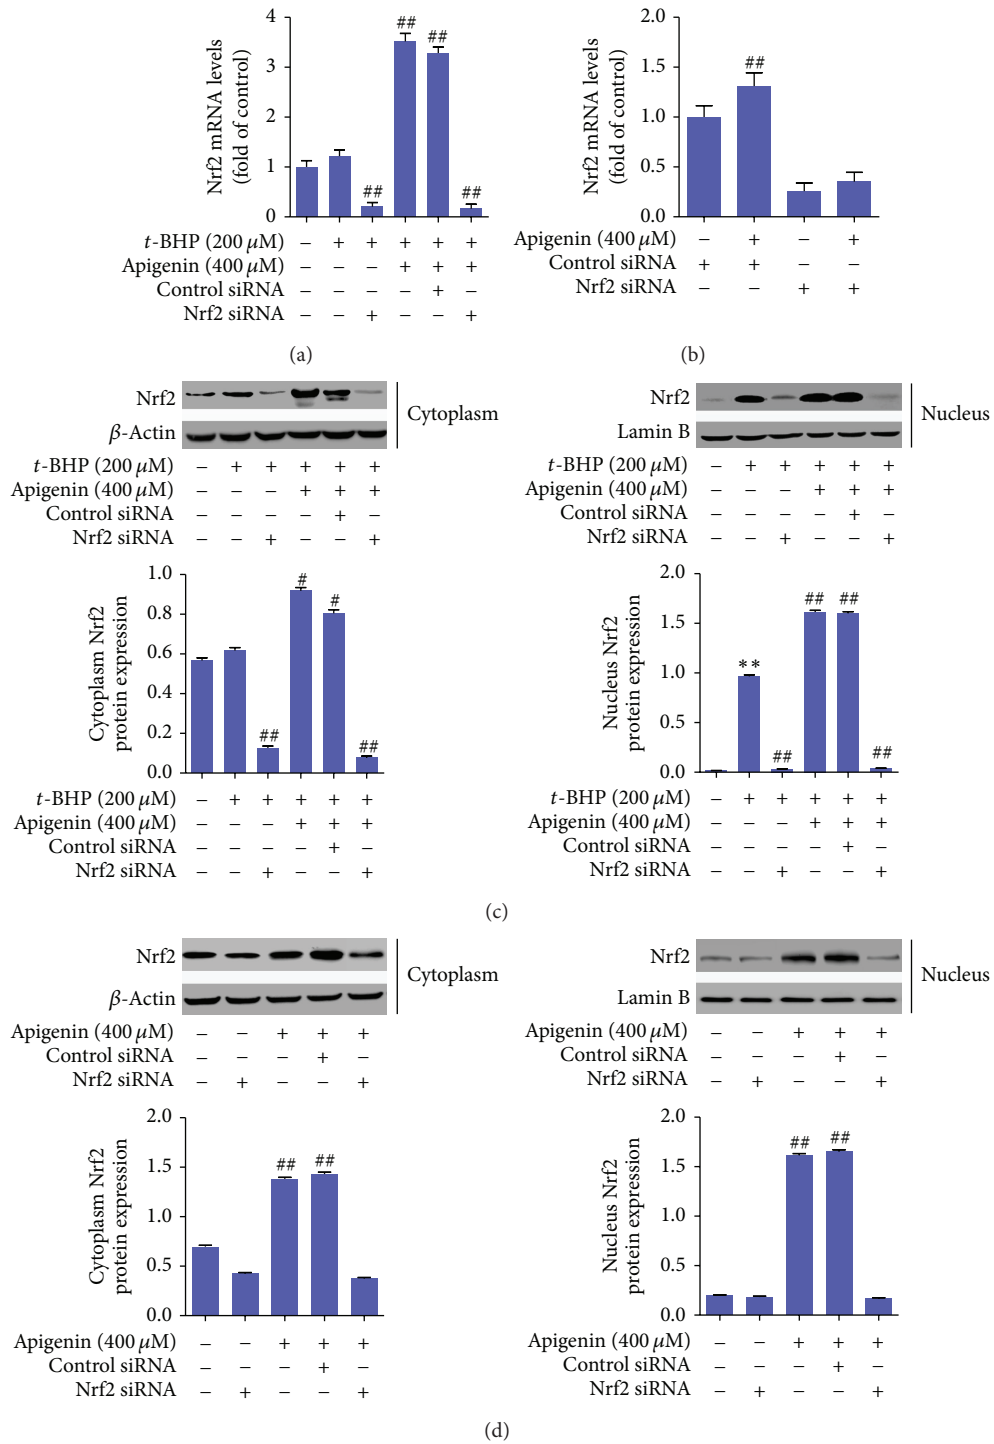 Nrf2 mRNA levels
(fold of control)
4
3
2
1
0
##
##
##
##
t-BHP (200 μM) − + + + + +
Apigenin (400 μM) − − − + + +
Control siRNA − − − − + −
Nrf2 siRNA − − + − − +
(a)
Nrf2 mRNA levels
(fold of control)
2.0
1.5
1.0
0.5
0.0
##
Apigenin (400 μM) − + − +
Control siRNA + + − −
Nrf2 siRNA − − + +
(b)
Nrf2
β-Actin
Cytoplasm
t-BHP (200 μM) − + + + + +
Apigenin (400 μM) − − − + + +
Control siRNA − − − − + −
Nrf2 siRNA − − + − − +
Cytoplasm Nrf2
protein expression
1.0
0.8
0.6
0.4
0.2
0.0
##
#
#
##
t-BHP (200 μM) − + + + + +
Apigenin (400 μM) − − − + + +
Control siRNA − − − − + −
Nrf2 siRNA − − + − − +
Nrf2
Lamin B
Nucleus
t-BHP (200 μM) − + + + + +
Apigenin (400 μM) − − − + + +
Control siRNA − − − − + −
Nrf2 siRNA − − + − − +
Nucleus Nrf2
protein expression
2.0
1.5
1.0
0.5
0.0
**
##
##
##
##
t-BHP (200 μM) − + + + + +
Apigenin (400 μM) − − − + + +
Control siRNA − − − − + −
Nrf2 siRNA − − + − − +
(c)
Nrf2
β-Actin
Cytoplasm
Apigenin (400 μM) − − + + +
Control siRNA − − − + −
Nrf2 siRNA − + − − +
Cytoplasm Nrf2
protein expression
2.0
1.5
1.0
0.5
0.0
##
##
Apigenin (400 μM) − − + + +
Control siRNA − − − + −
Nrf2 siRNA − + − − +
Nrf2
Lamin B
Nucleus
Apigenin (400 μM) − − + + +
Control siRNA − − − + −
Nrf2 siRNA − + − − +
Nucleus Nrf2
protein expression
2.0
1.5
1.0
0.5
0.0
##
##
Apigenin (400 μM) − − + + +
Control siRNA − − − + −
Nrf2 siRNA − + − − +
(d)